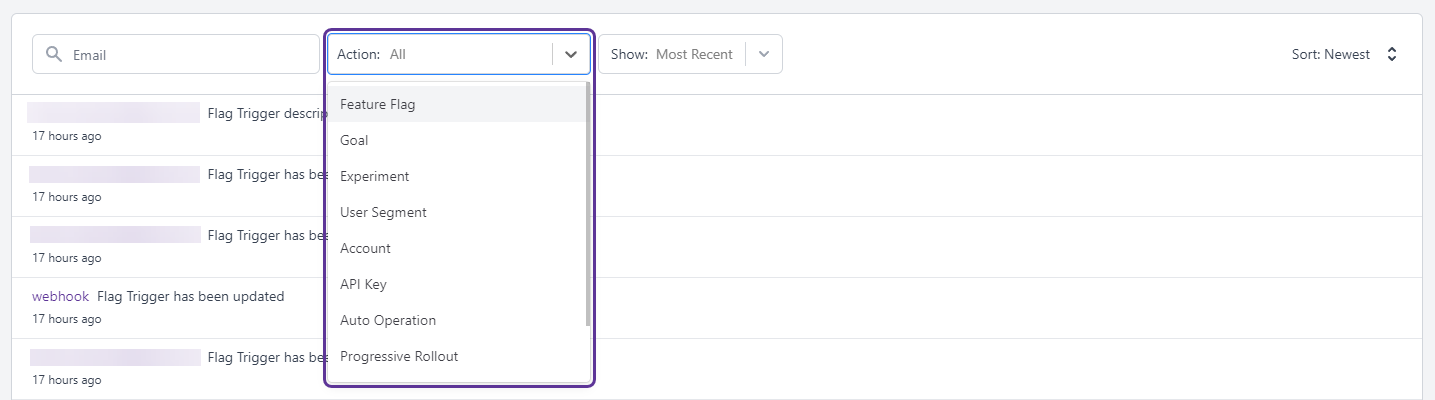 Email
Action: All
Show: Most Recent
Sort: Newest
Feature Flag
Goal
Experiment
User Segment
Account
API Key
Auto Operation
Progressive Rollout
Flag Trigger descrip
17 hours ago
Flag Trigger has bee
17 hours ago
Flag Trigger has bee
17 hours ago
webhook Flag Trigger has been updated
17 hours ago
Flag Trigger has bee
17 hours ago